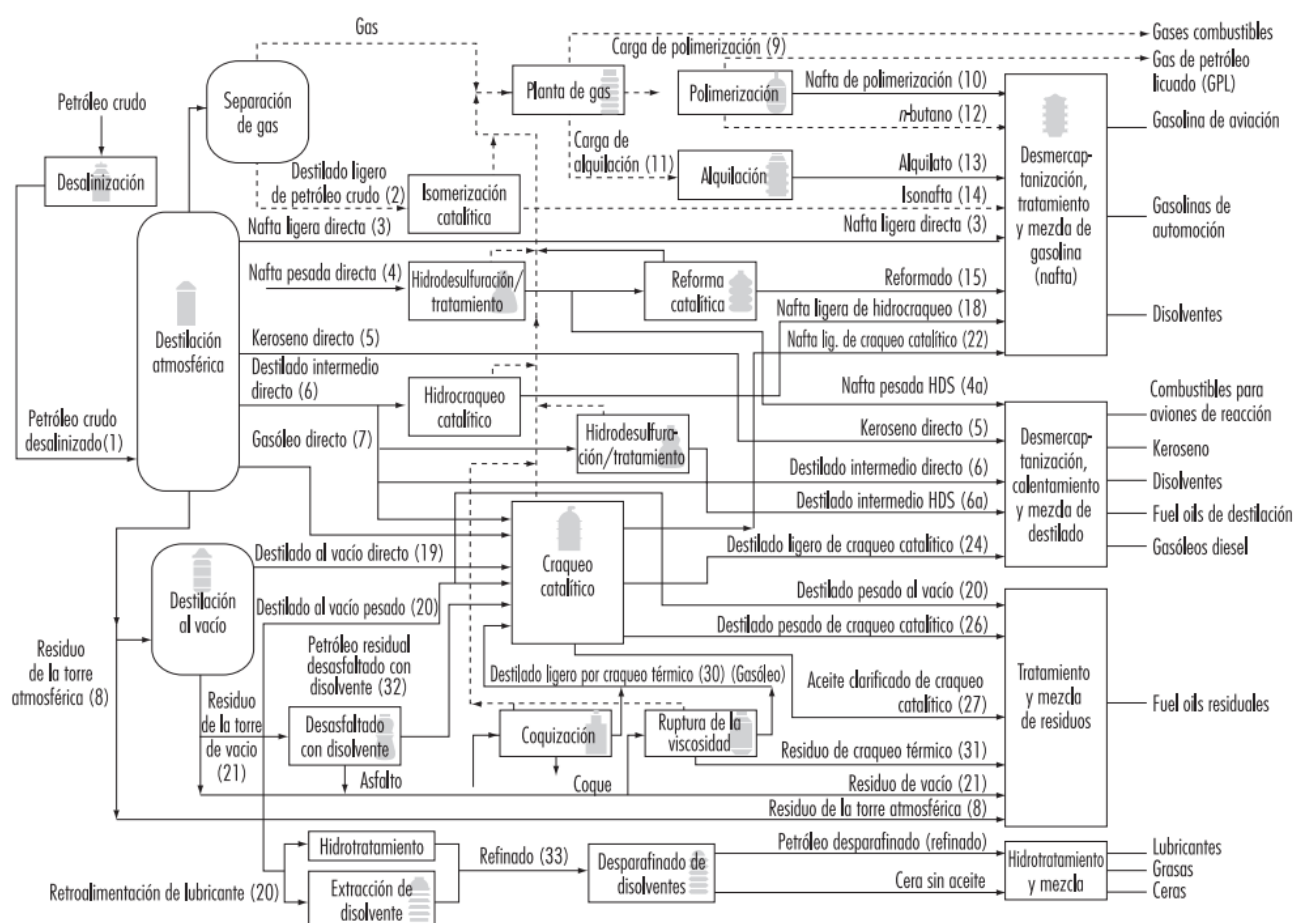 Gas
Carga de polimerización (9)
Gases combustibles
Gas de petróleo
licuado (GPL)
Petróleo crudo
Separación
de gas
Planta de gas
Polimerización
Nafta de polimerización (10)
n-butano (12)
Gasolina de aviación
Desalinización
Carga de
alquilación (11)
Destilado ligero
de petróleo crudo (2)
Isomerización
catalítica
Alquilación
Alquilato (13)
Isonafta (14)
Nafta ligera directa (3)
Nafta ligera directa (3)
Desmercap-
tanización,
tratamiento
y mezcla de
gasolina
(nafta)
Gasolinas de
automoción
Nafta pesada directa (4)
Hidrodesulfuración/
tratamiento
Reforma
catalítica
Reformado (15)
Nafta ligera de hidrocraqueo (18)
Nafta lig. de craqueo catalítico (22)
Disolventes
Destilación
atmosférica
Keroseno directo (5)
Destilado intermedio
directo (6)
Hidrocraqueo
catalítico
Nafta pesada HDS (4a)
Combustibles para
aviones de reacción
Petróleo crudo
desalinizado(1)
Gasóleo directo (7)
Hidrodesulfura-
ción/tratamiento
Keroseno directo (5)
Destilado intermedio directo (6)
Destilado intermedio HDS (6a)
Desmercap-
tanización,
calentamiento
y mezcla de
destilado
Keroseno
Disolventes
Fuel oils de destilación
Gasóleos diesel
Destilado al vacío directo (19)
Craqueo
catalítico
Destilado ligero de craqueo catalítico (24)
Destilación
al vacío
Destilado al vacío pesado (20)
Destilado pesado al vacío (20)
Destilado pesado de craqueo catalítico (26)
Residuo
de la torre
atmosférica (8)
Petróleo residual
desasfaltado con
disolvente (32)
Destilado ligero por craqueo térmico (30) (Gasóleo)
Aceite clarificado de craqueo
catalítico (27)
Tratamiento
y mezcla
de residuos
Fuel oils residuales
Residuo
de la torre
de vacio
(21)
Desasfaltado
con disolvente
Coquización
Ruptura de la
viscosidad
Residuo de craqueo térmico (31)
Asfalto
Coque
Residuo de vacío (21)
Residuo de la torre atmosférica (8)
Hidrotratamiento
Refinado (33)
Desparafinado de
disolventes
Petróleo desparafinado (refinado)
Cera sin aceite
Hidrotratamiento
y mezcla
Lubricantes
Grasas
Ceras
Retroalimentación de lubricante (20)
Extracción de
disolvente